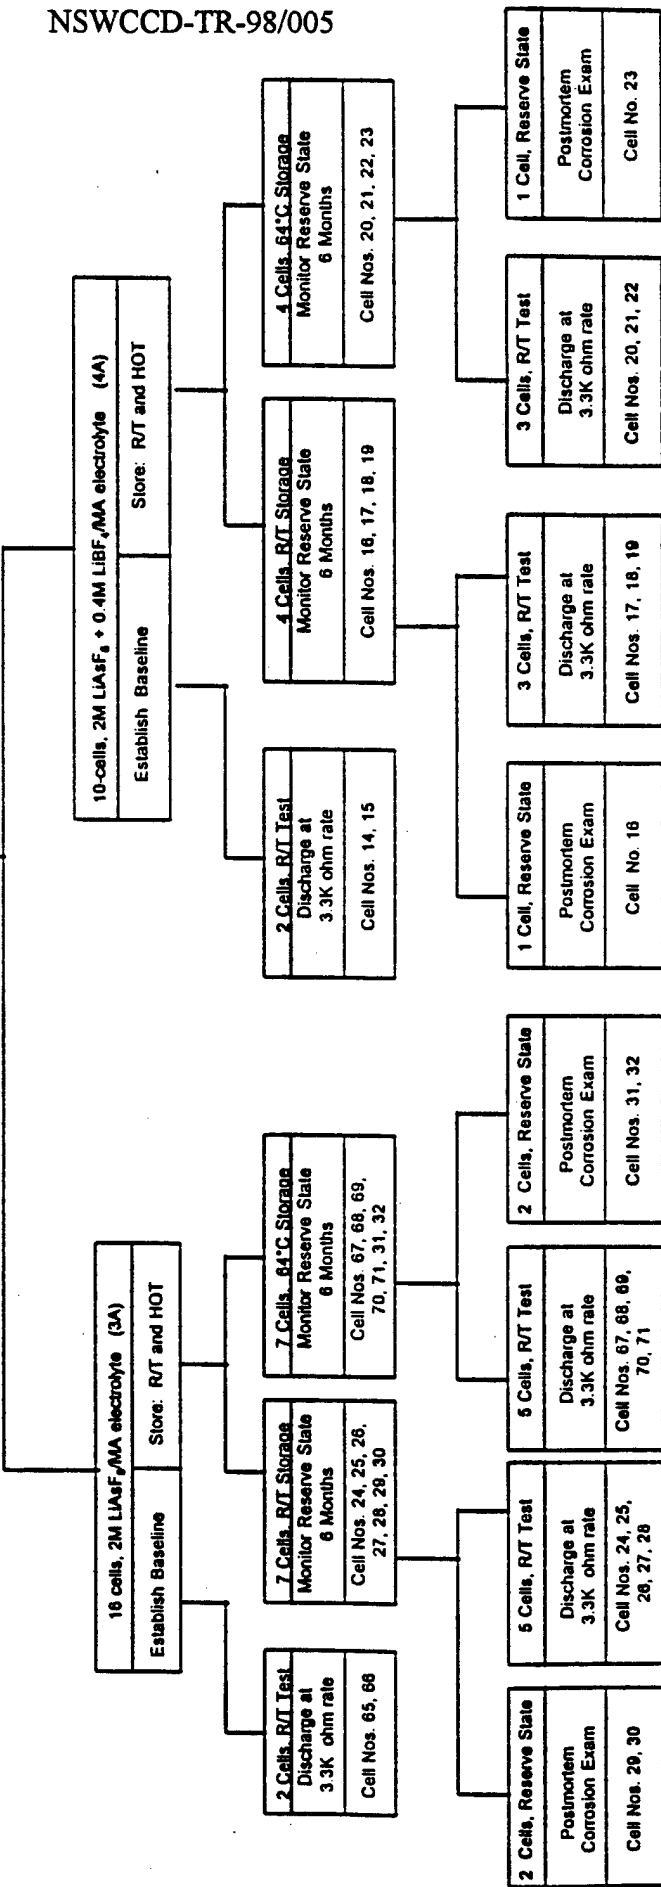 NSWCCD-TR-98/005
16 cells, 2M LiAsF₆/MA electrolyte (3A)
Establish Baseline
Store: R/T and HOT
10-cells, 2M LiAsF₆ + 0.4M LiBF₄/MA electrolyte (4A)
Establish Baseline
Store: R/T and HOT
2 Cells, R/T Test
Discharge at
3.3K ohm rate
Cell Nos. 65, 66
7 Cells, R/T Storage
Monitor Reserve State
6 Months
Cell Nos. 24, 25, 26,
27, 28, 29, 30
7 Cells, 64°C Storage
Monitor Reserve State
6 Months
Cell Nos. 67, 68, 69,
70, 71, 31, 32
2 Cells, R/T Test
Discharge at
3.3K ohm rate
Cell Nos. 14, 15
4 Cells, R/T Storage
Monitor Reserve State
6 Months
Cell Nos. 16, 17, 18, 19
4 Cells, 64°C Storage
Monitor Reserve State
6 Months
Cell Nos. 20, 21, 22, 23
2 Cells, Reserve State
Postmortem
Corrosion Exam
Cell Nos. 29, 30
5 Cells, R/T Test
Discharge at
3.3K ohm rate
Cell Nos. 24, 25,
26, 27, 28
5 Cells, R/T Test
Discharge at
3.3K ohm rate
Cell Nos. 67, 68, 69,
70, 71
2 Cells, Reserve State
Postmortem
Corrosion Exam
Cell Nos. 31, 32
1 Cell, Reserve State
Postmortem
Corrosion Exam
Cell No. 16
3 Cells, R/T Test
Discharge at
3.3K ohm rate
Cell Nos. 17, 18, 19
3 Cells, R/T Test
Discharge at
3.3K ohm rate
Cell Nos. 20, 21, 22
1 Cell, Reserve State
Postmortem
Corrosion Exam
Cell No. 23